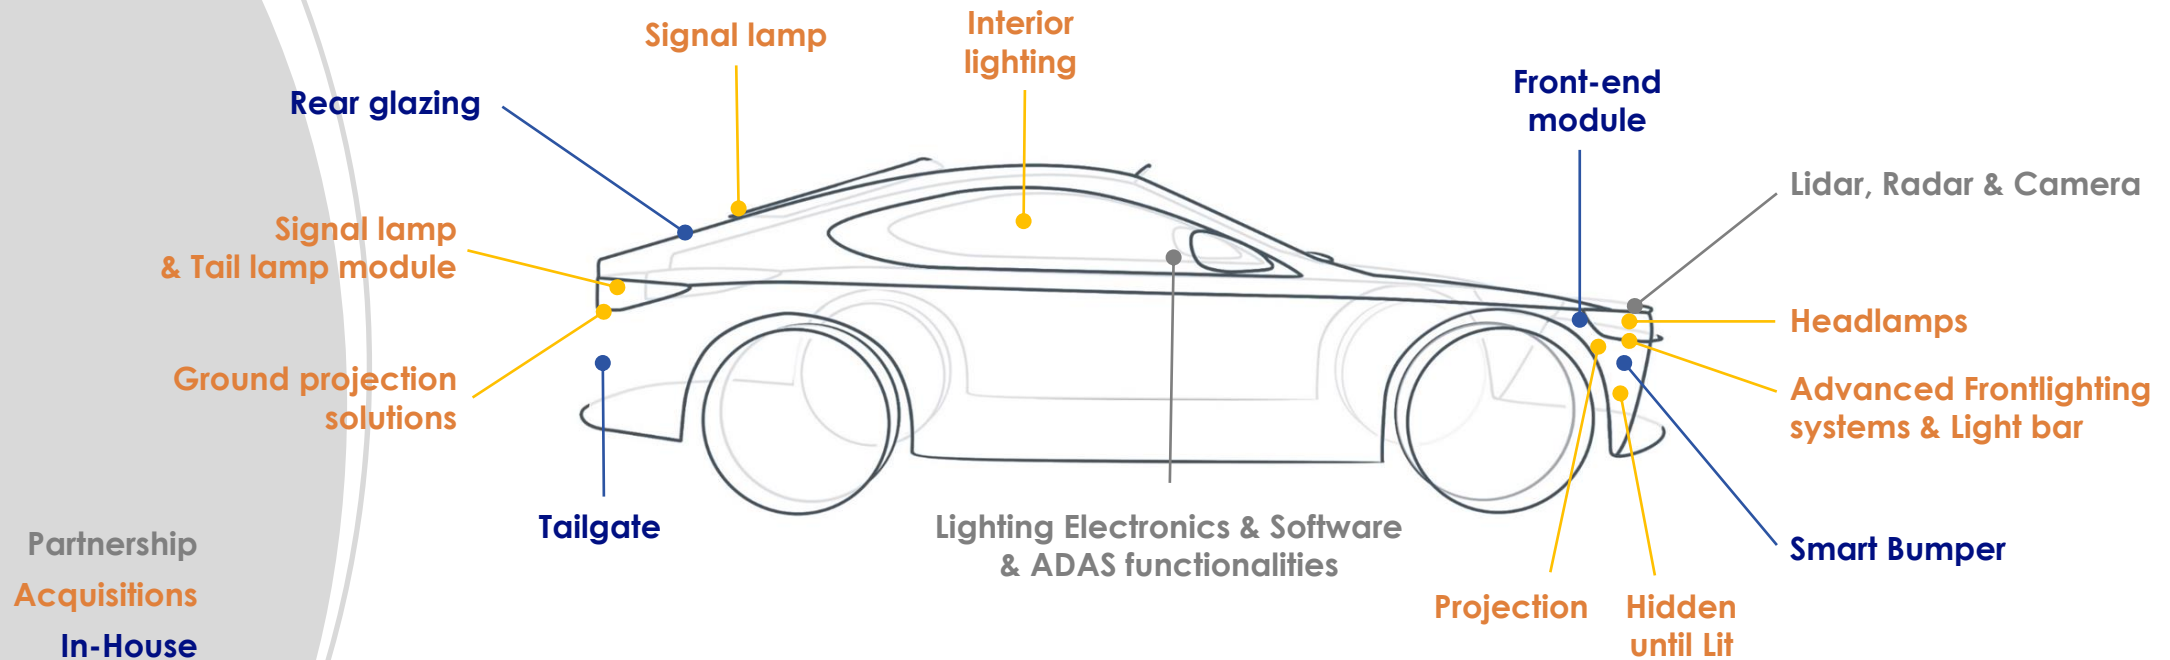 Signal lamp
Interior
lighting
Rear glazing
Front-end
module
Lidar, Radar & Camera
Signal lamp
& Tail lamp module
Headlamps
Ground projection
solutions
Advanced Frontlighting
systems & Light bar
Tailgate
Lighting Electronics & Software
& ADAS functionalities
Smart Bumper
Projection
Hidden
until Lit
Partnership
Acquisitions
In-House